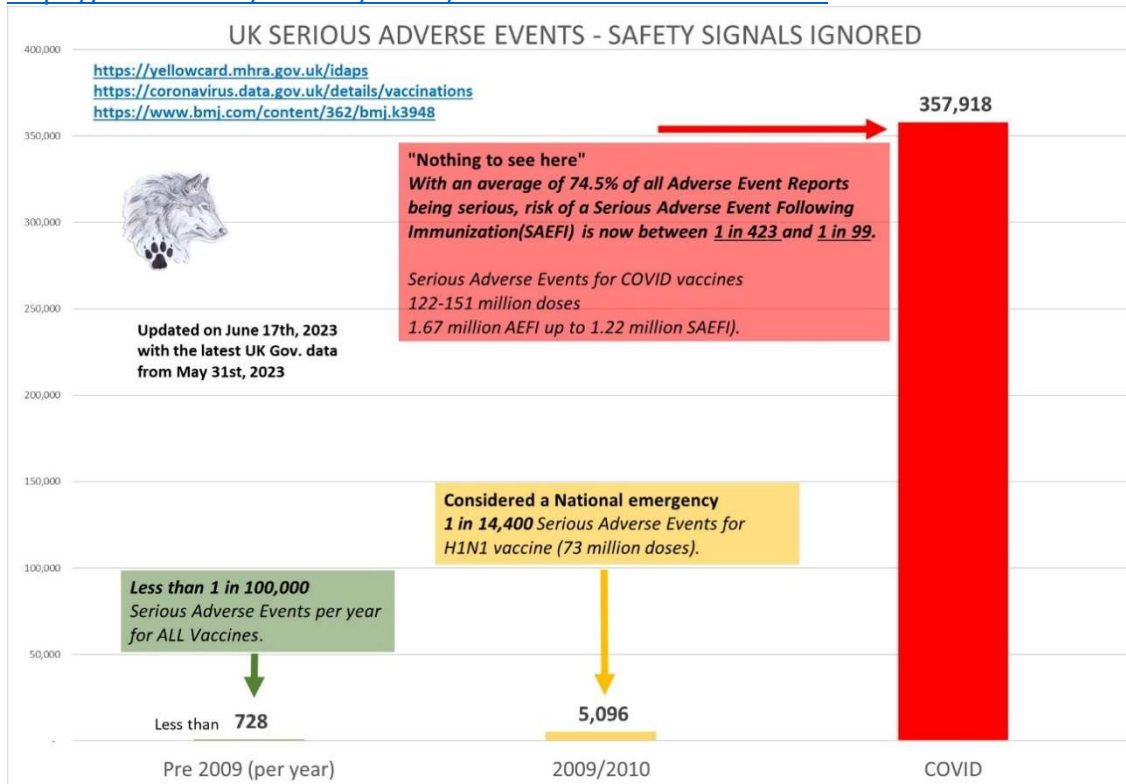 UK SERIOUS ADVERSE EVENTS - SAFETY SIGNALS IGNORED
400,000
https://yellowcard.mhra.gov.uk/idaps
https://coronavirus.data.gov.uk/details/vaccinations
https://www.bmj.com/content/362/bmj.k3948
357,918
350,000
"Nothing to see here"
With an average of 74.5% of all Adverse Event Reports
being serious, risk of a Serious Adverse Event Following
Immunization(SAEFI) is now between 1 in 423 and 1 in 99.
300,000
Serious Adverse Events for COVID vaccines
122-151 million doses
1.67 million AEFI up to 1.22 million SAEFI).
250,000
Updated on June 17th, 2023
with the latest UK Gov. data
from May 31st, 2023
200,000
150,000
Considered a National emergency
1 in 14,400 Serious Adverse Events for
H1N1 vaccine (73 million doses).
100,000
Less than 1 in 100,000
Serious Adverse Events per year
for ALL Vaccines.
50,000
Less than 728
5,096
-
Pre 2009 (per year)
2009/2010
COVID